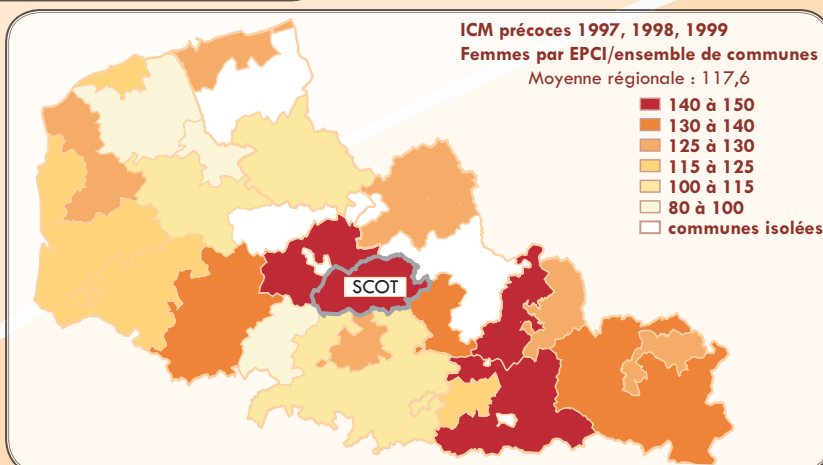 ICM précoces 1997, 1998, 1999
Femmes par EPCI/ensemble de communes
Moyenne régionale : 117,6
140 à 150
130 à 140
125 à 130
115 à 125
100 à 115
80 à 100
communes isolées
SCOT